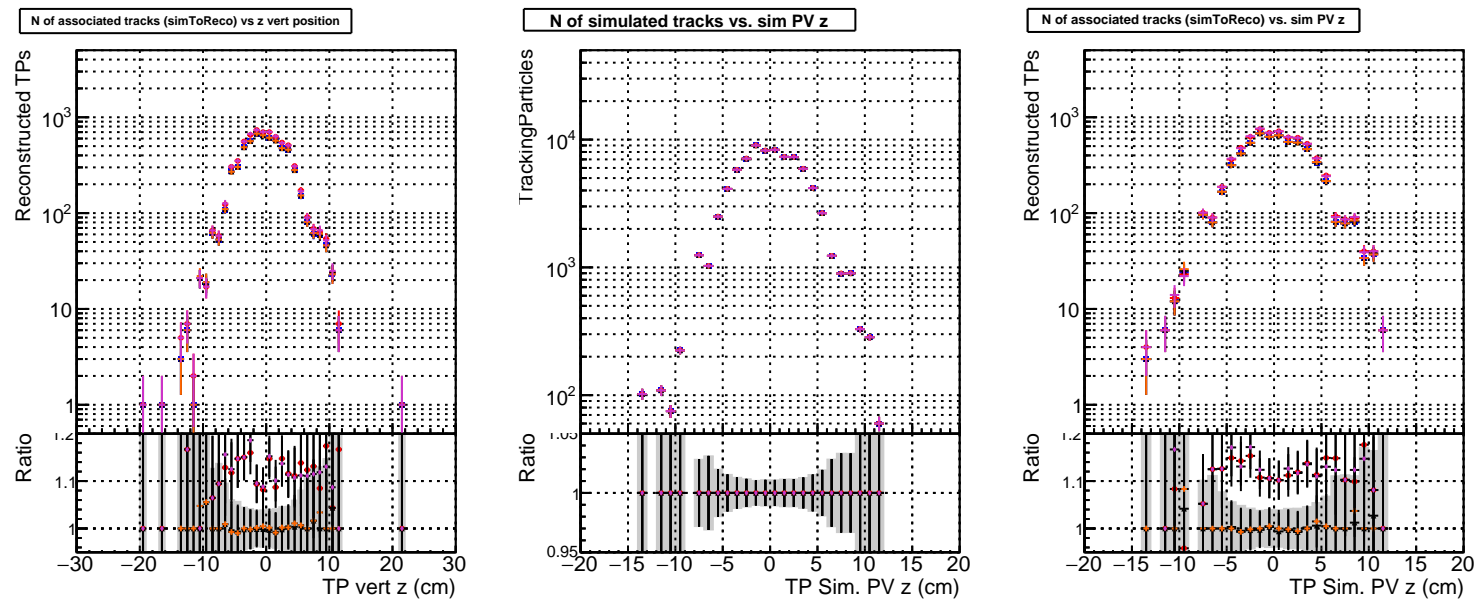 N of associated tracks (simToReco) vs z vert position
Reconstructed TPs
10³
10²
10
1
Ratio
1.2
1.1
1
−30 −20 −10 0 10 20 30
TP vert z (cm)
N of simulated tracks vs. sim PV z
TrackingParticles
10⁴
10³
10²
Ratio
1.05
1
0.95
−20 −15 −10 −5 0 5 10 15 20
TP Sim. PV z (cm)
N of associated tracks (simToReco) vs. sim PV z
Reconstructed TPs
10³
10²
10
1
Ratio
1.2
1.1
1
−20 −15 −10 −5 0 5 10 15 20
TP Sim. PV z (cm)